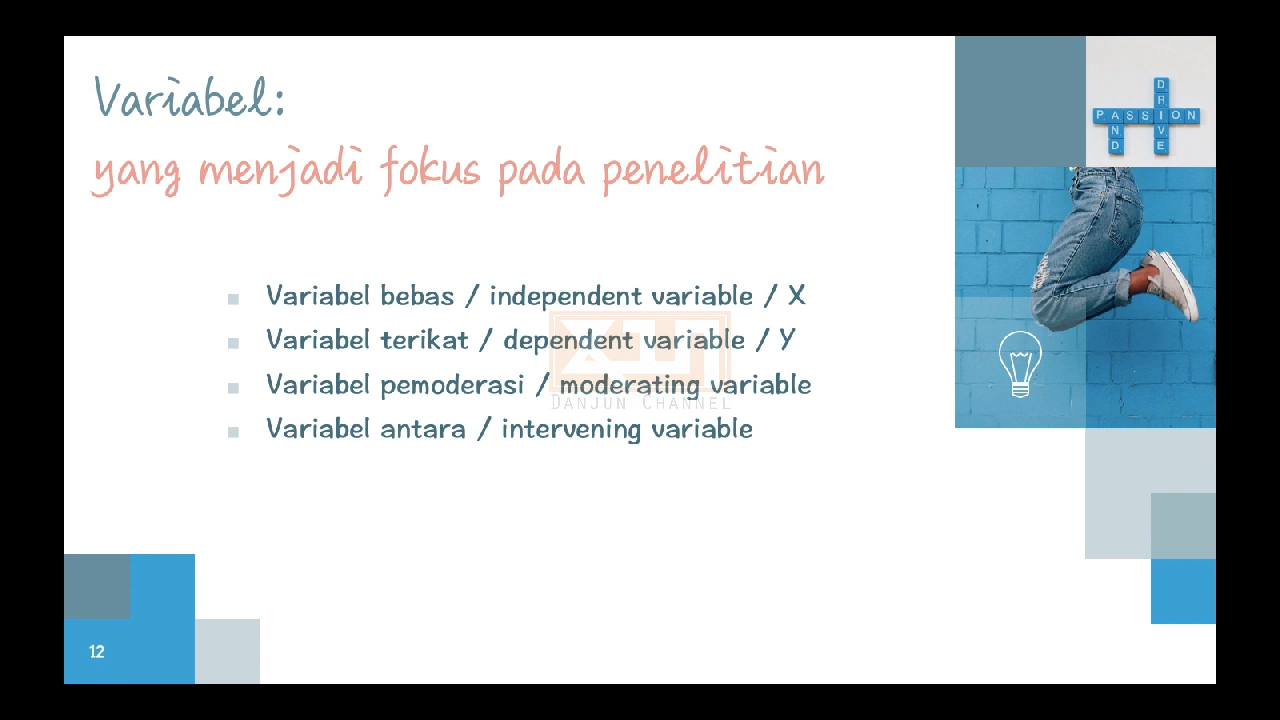 Variabel:
yang menjadi fokus pada penelitian
Variabel bebas / independent variable / X
Variabel terikat / dependent variable / Y
Variabel pemoderasi / moderating variable
Variabel antara / intervening variable
DANJUN CHANNEL
PASSION
AND
DRIVE
12